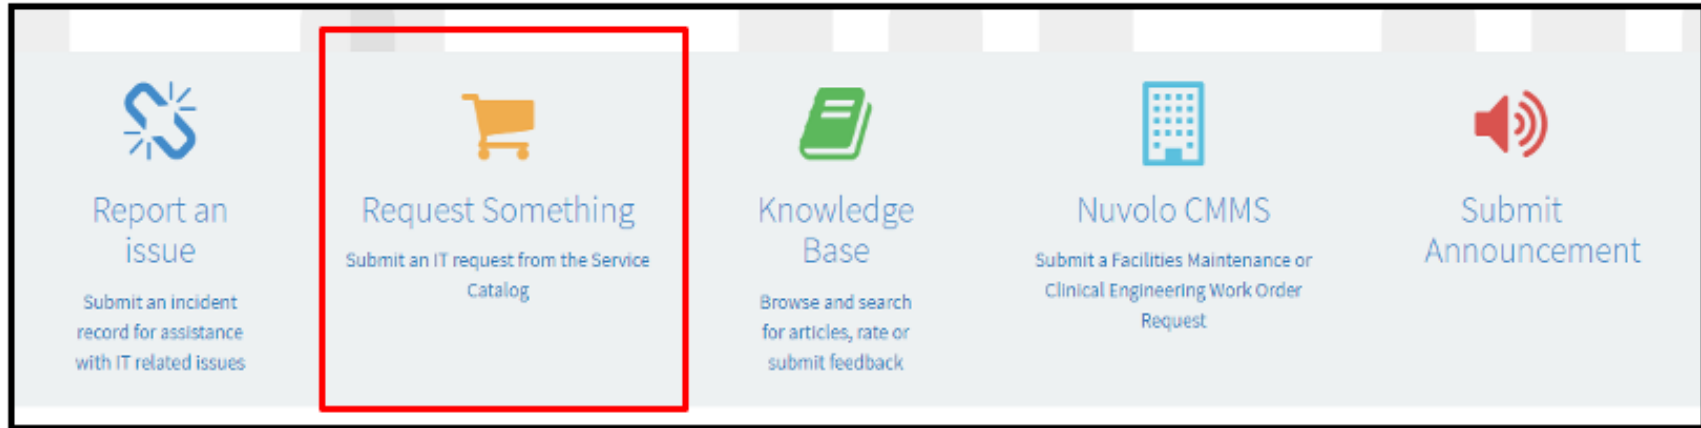 Report an
issue
Submit an incident
record for assistance
with IT related issues
Request Something
Submit an IT request from the Service
Catalog
Knowledge
Base
Browse and search
for articles, rate or
submit feedback
Nuvolo CMMS
Submit a Facilities Maintenance or
Clinical Engineering Work Order
Request
Submit
Announcement